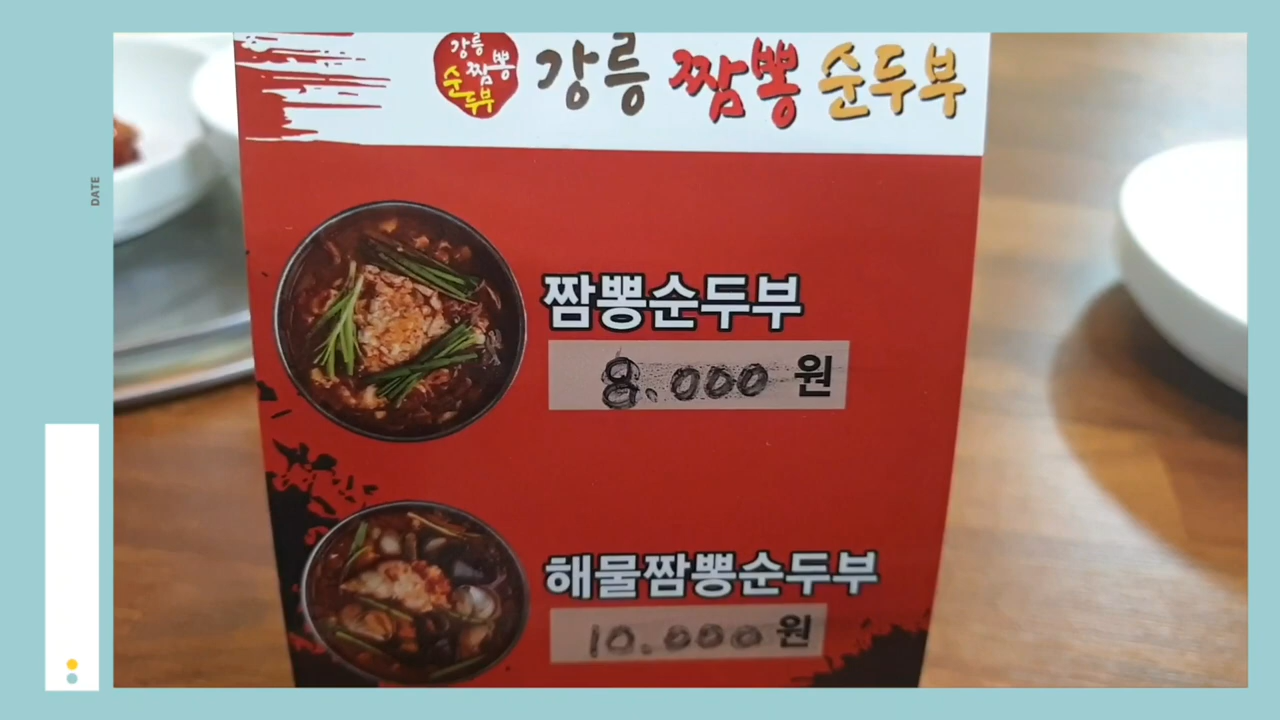 강릉
짬뽕
순
두부
강릉 짬뽕 순두부
DATE
짬뽕순두부
8.000 원
해물짬뽕순두부
10.000 원